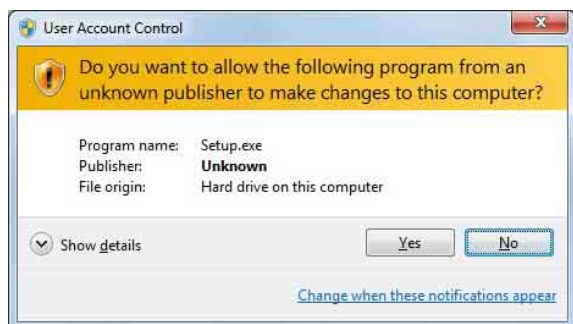 User Account Control
Do you want to allow the following program from an
unknown publisher to make changes to this computer?
Program name: Setup.exe
Publisher: Unknown
File origin: Hard drive on this computer
Show details
Yes
No
Change when these notifications appear